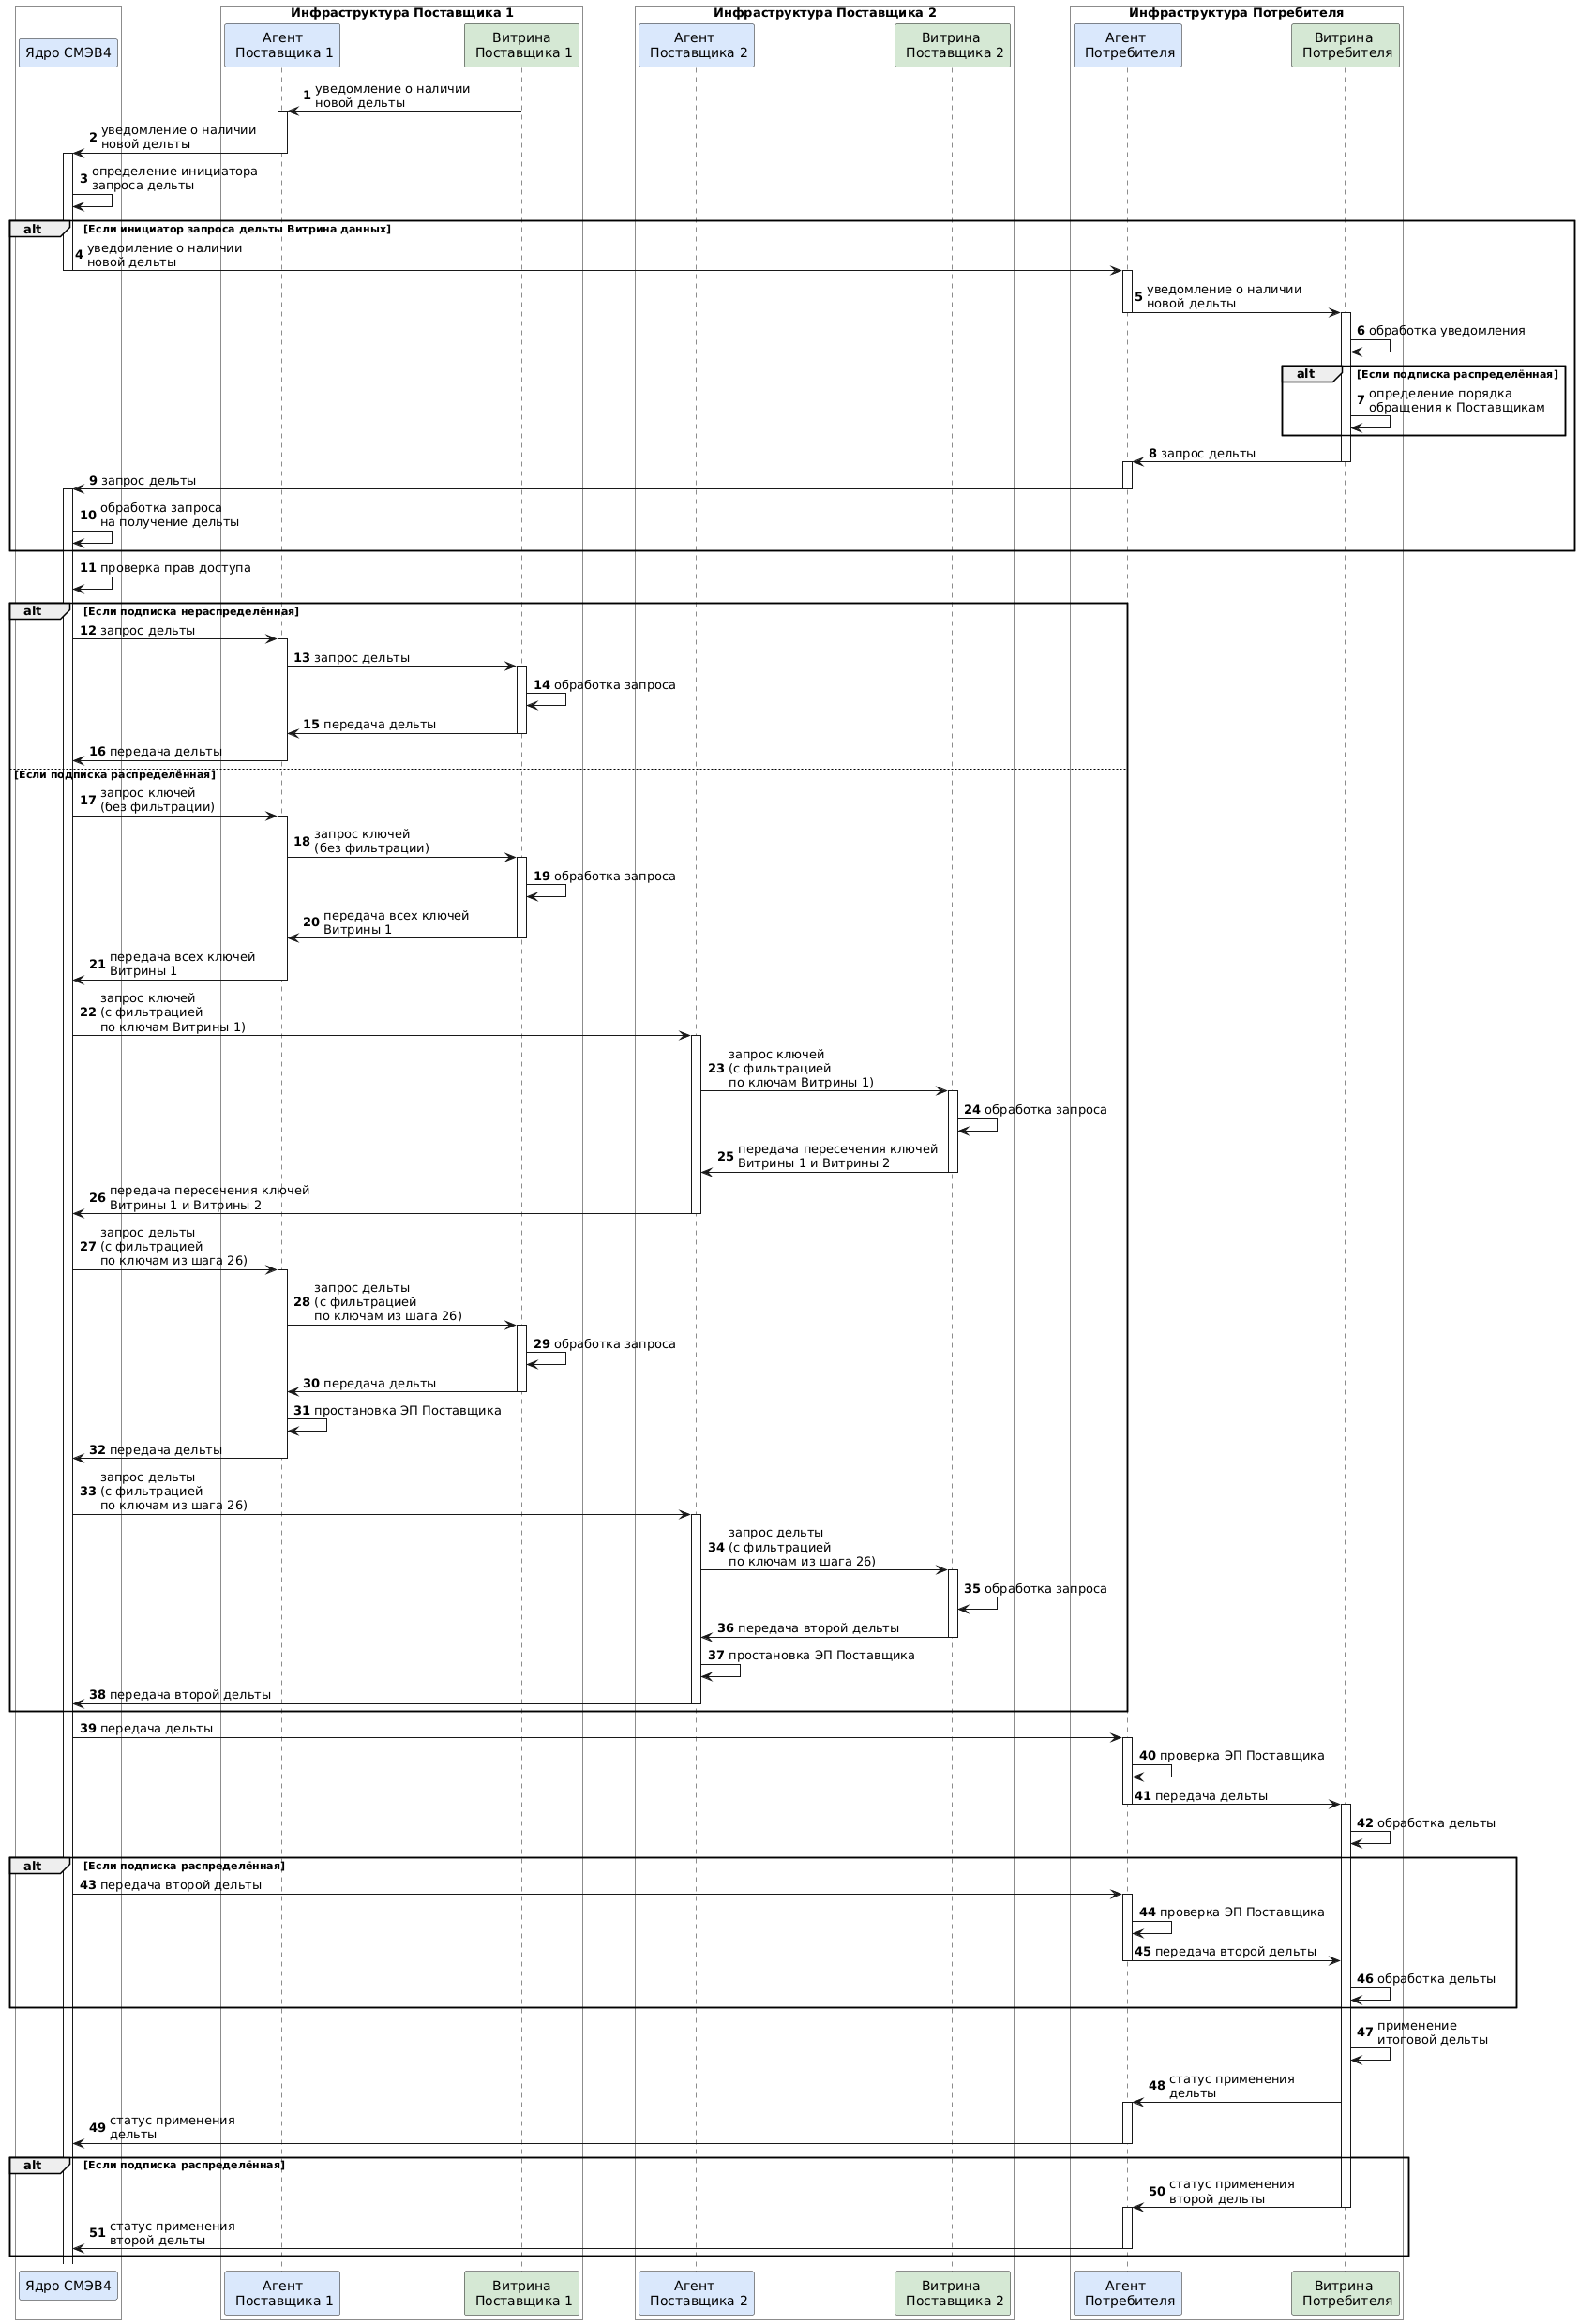 Инфраструктура Поставщика 1
Инфраструктура Поставщика 2
Инфраструктура Потребителя
Ядро СМЭВ4
Агент
Поставщика 1
Витрина
Поставщика 1
Агент
Поставщика 2
Витрина
Поставщика 2
Агент
Потребителя
Витрина
Потребителя
1 уведомление о наличии
новой дельты
2 уведомление о наличии
новой дельты
3 определение инициатора
запроса дельты
alt [Если инициатор запроса дельты Витрина данных]
4 уведомление о наличии
новой дельты
5 уведомление о наличии
новой дельты
6 обработка уведомления
alt [Если подписка распределённая]
7 определение порядка
обращения к Поставщикам
8 запрос дельты
9 запрос дельты
10 обработка запроса
на получение дельты
11 проверка прав доступа
alt [Если подписка нераспределённая]
12 запрос дельты
13 запрос дельты
14 обработка запроса
15 передача дельты
16 передача дельты
[Если подписка распределённая]
17 запрос ключей
(без фильтрации)
18 запрос ключей
(без фильтрации)
19 обработка запроса
20 передача всех ключей
Витрины 1
21 передача всех ключей
Витрины 1
22 запрос ключей
(с фильтрацией
по ключам Витрины 1)
23 запрос ключей
(с фильтрацией
по ключам Витрины 1)
24 обработка запроса
25 передача пересечения ключей
Витрины 1 и Витрины 2
26 передача пересечения ключей
Витрины 1 и Витрины 2
27 запрос дельты
(с фильтрацией
по ключам из шага 26)
28 запрос дельты
(с фильтрацией
по ключам из шага 26)
29 обработка запроса
30 передача дельты
31 простановка ЭП Поставщика
32 передача дельты
33 запрос дельты
(с фильтрацией
по ключам из шага 26)
34 запрос дельты
(с фильтрацией
по ключам из шага 26)
35 обработка запроса
36 передача второй дельты
37 простановка ЭП Поставщика
38 передача второй дельты
39 передача дельты
40 проверка ЭП Поставщика
41 передача дельты
42 обработка дельты
alt [Если подписка распределённая]
43 передача второй дельты
44 проверка ЭП Поставщика
45 передача второй дельты
46 обработка дельты
47 применение
итоговой дельты
48 статус применения
дельты
49 статус применения
дельты
alt [Если подписка распределённая]
50 статус применения
второй дельты
51 статус применения
второй дельты
Ядро СМЭВ4
Агент
Поставщика 1
Витрина
Поставщика 1
Агент
Поставщика 2
Витрина
Поставщика 2
Агент
Потребителя
Витрина
Потребителя